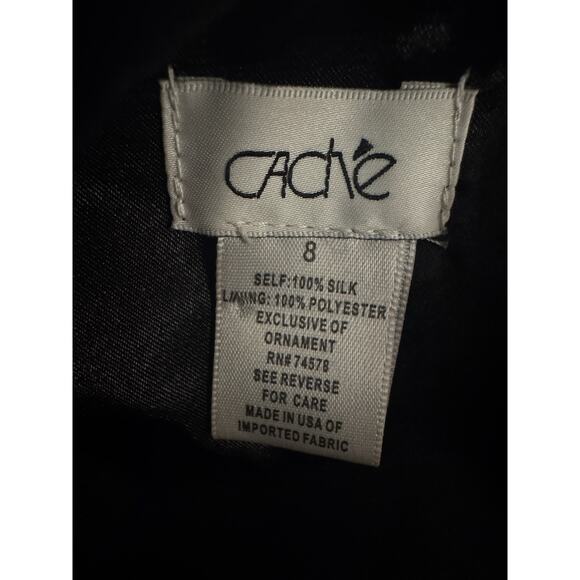 CAChé
8
SELF:100% SILK
LINING: 100% POLYESTER
EXCLUSIVE OF
ORNAMENT
RN# 74578
SEE REVERSE
FOR CARE
MADE IN USA OF
IMPORTED FABRIC